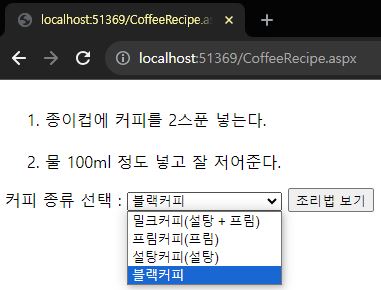 localhost:51369/CoffeeRecipe.aspx
localhost:51369/CoffeeRecipe.aspx
1. 종이컵에 커피를 2스푼 넣는다.
2. 물 100ml 정도 넣고 잘 저어준다.
커피 종류 선택 : 블랙커피 조리법 보기
밀크커피(설탕 + 프림)
프림커피(프림)
설탕커피(설탕)
블랙커피